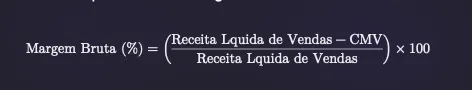 Margem Bruta (%) = ( Receita Lquida de Vendas − CMV / Receita Lquida de Vendas ) × 100